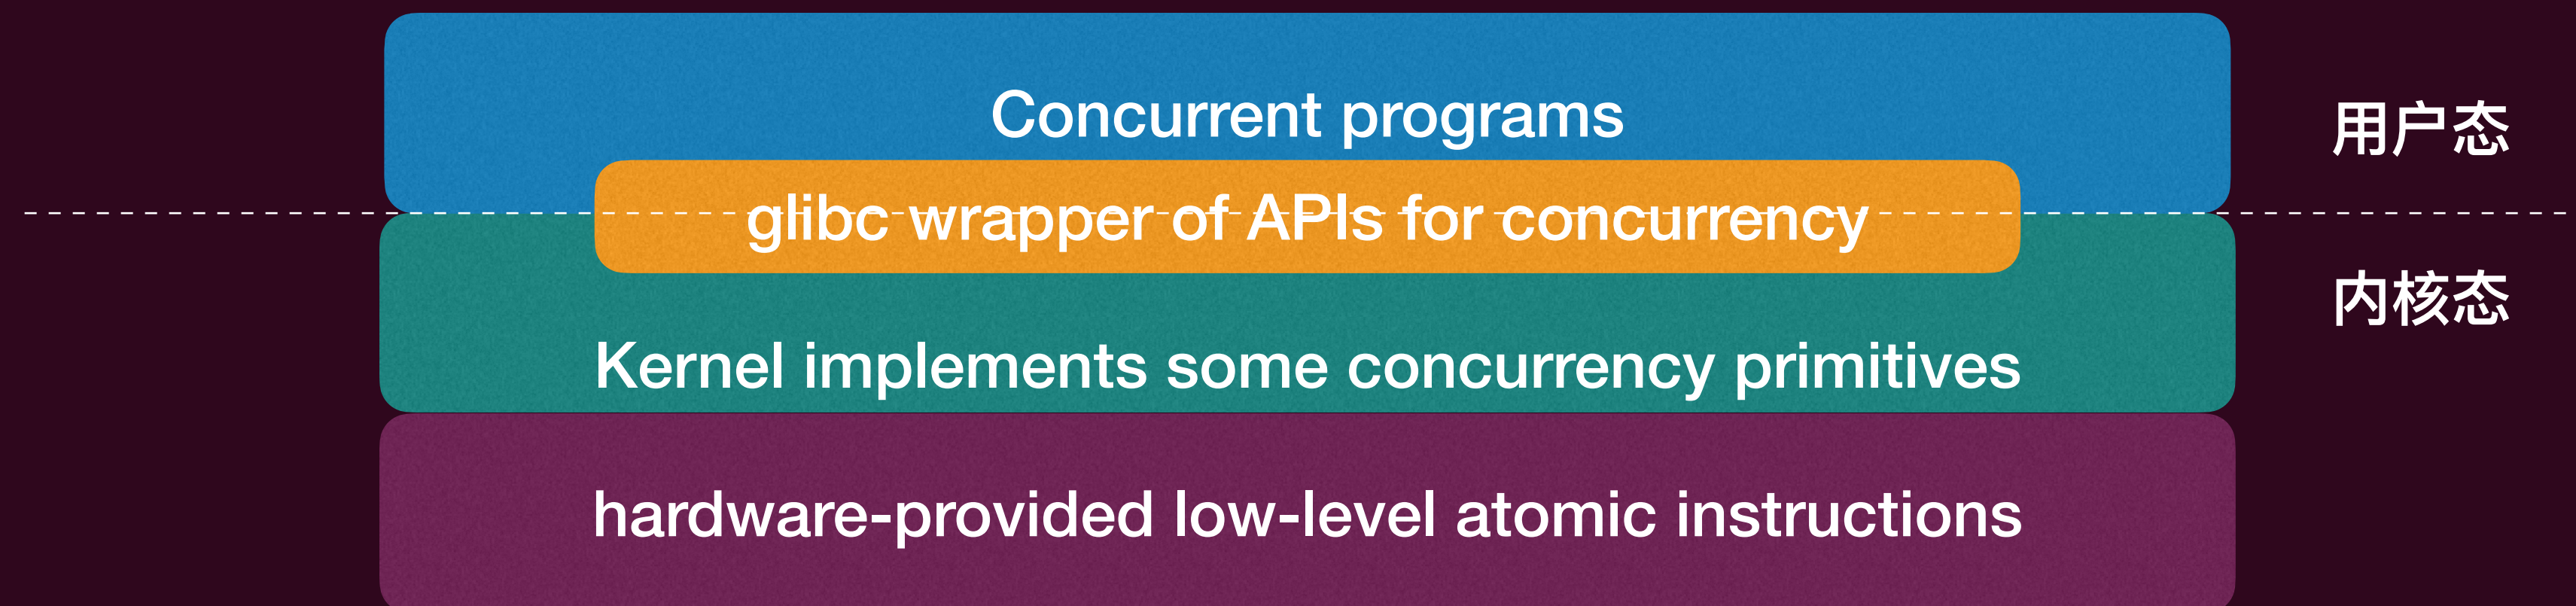 Concurrent programs
用户态
glibc wrapper of APIs for concurrency
内核态
Kernel implements some concurrency primitives
hardware-provided low-level atomic instructions